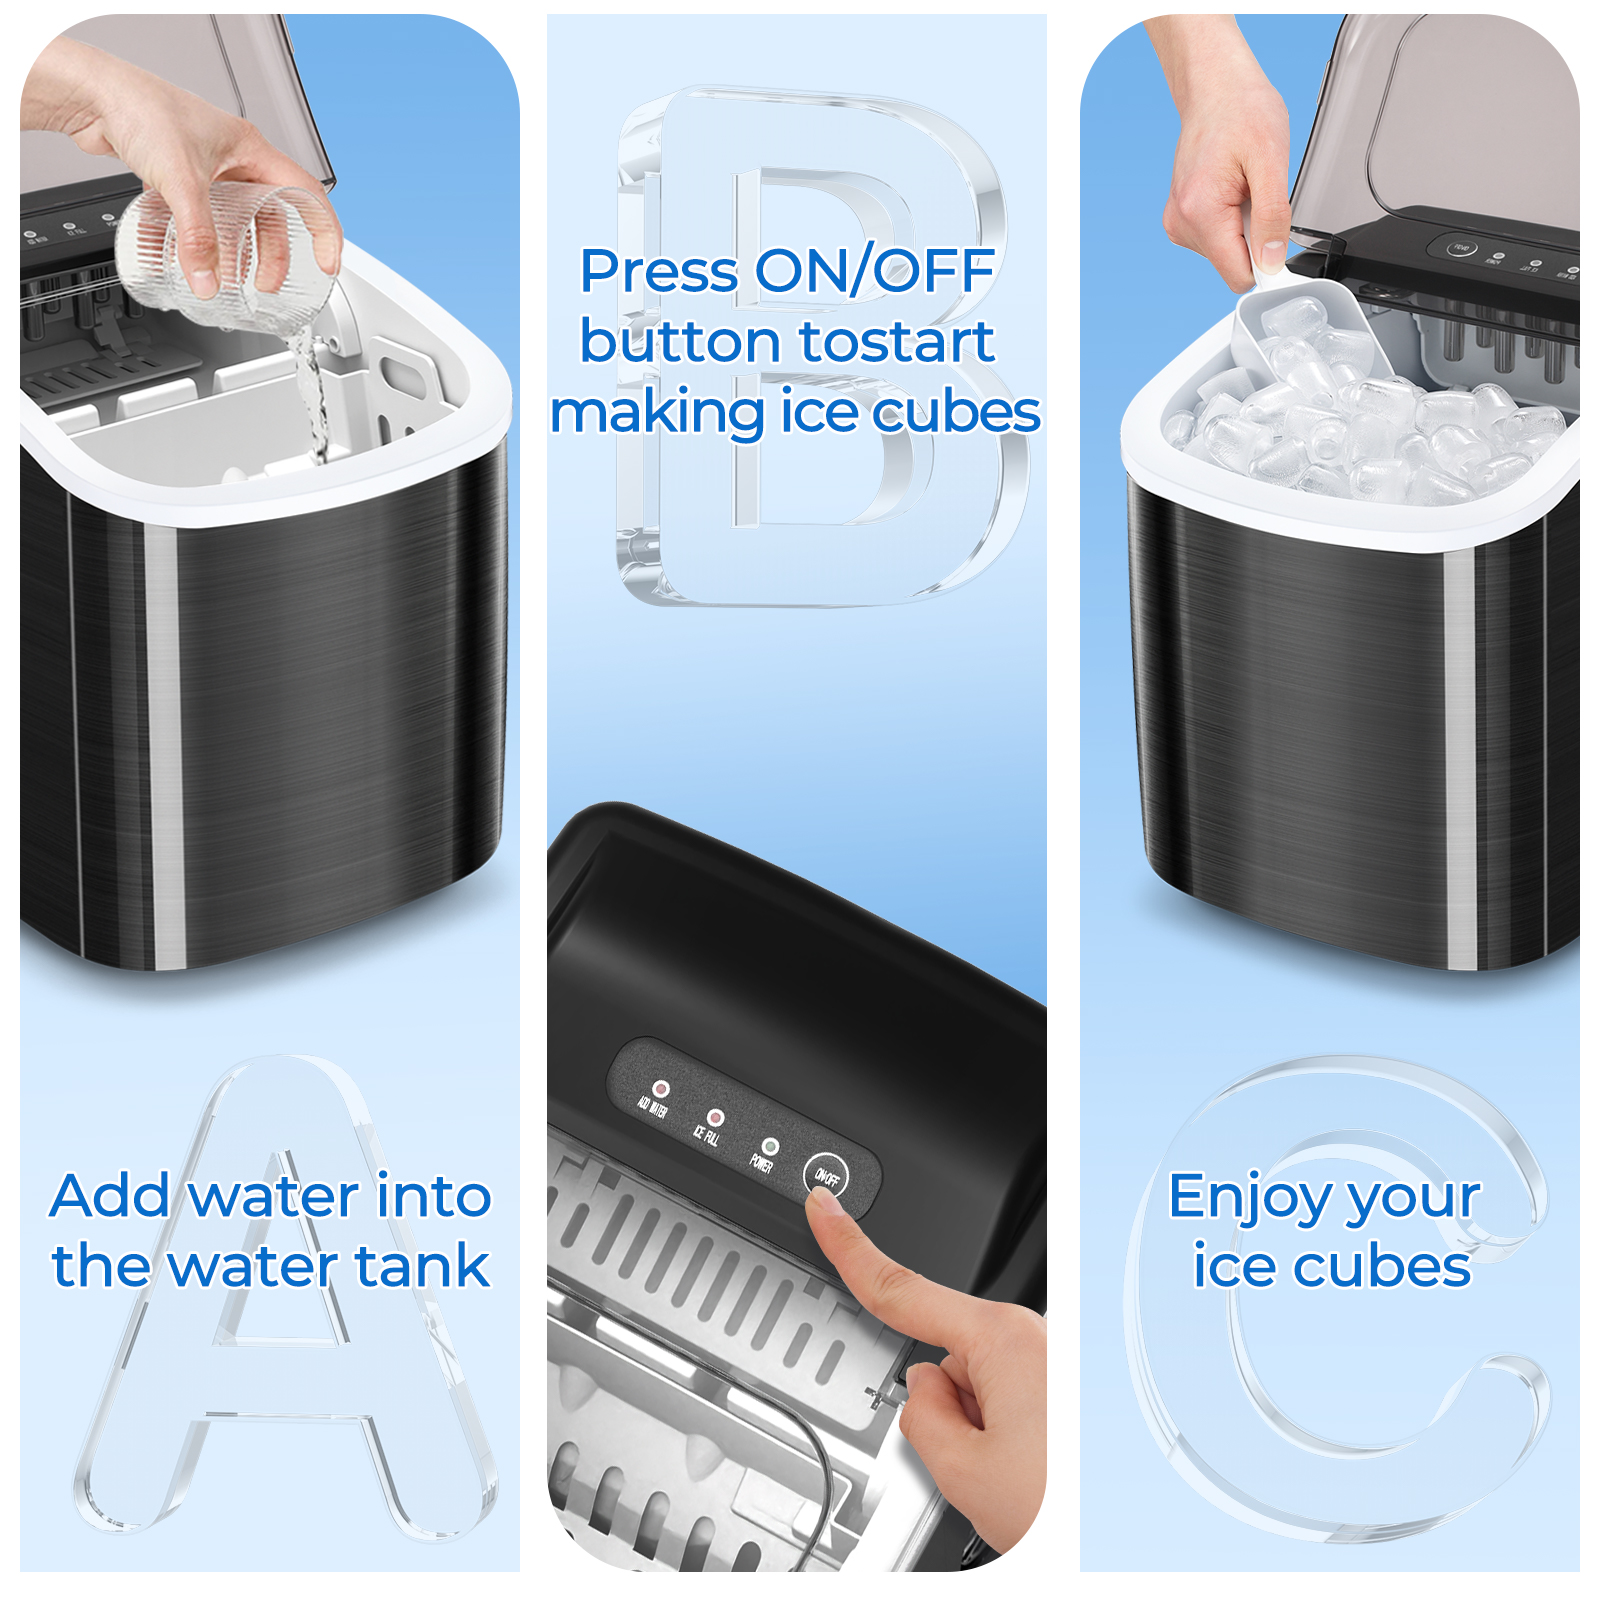 A
Add water into
the water tank
B
Press ON/OFF
button tostart
making ice cubes
ADD WATER
ICE FULL
POWER
ON/OFF
C
Enjoy your
ice cubes